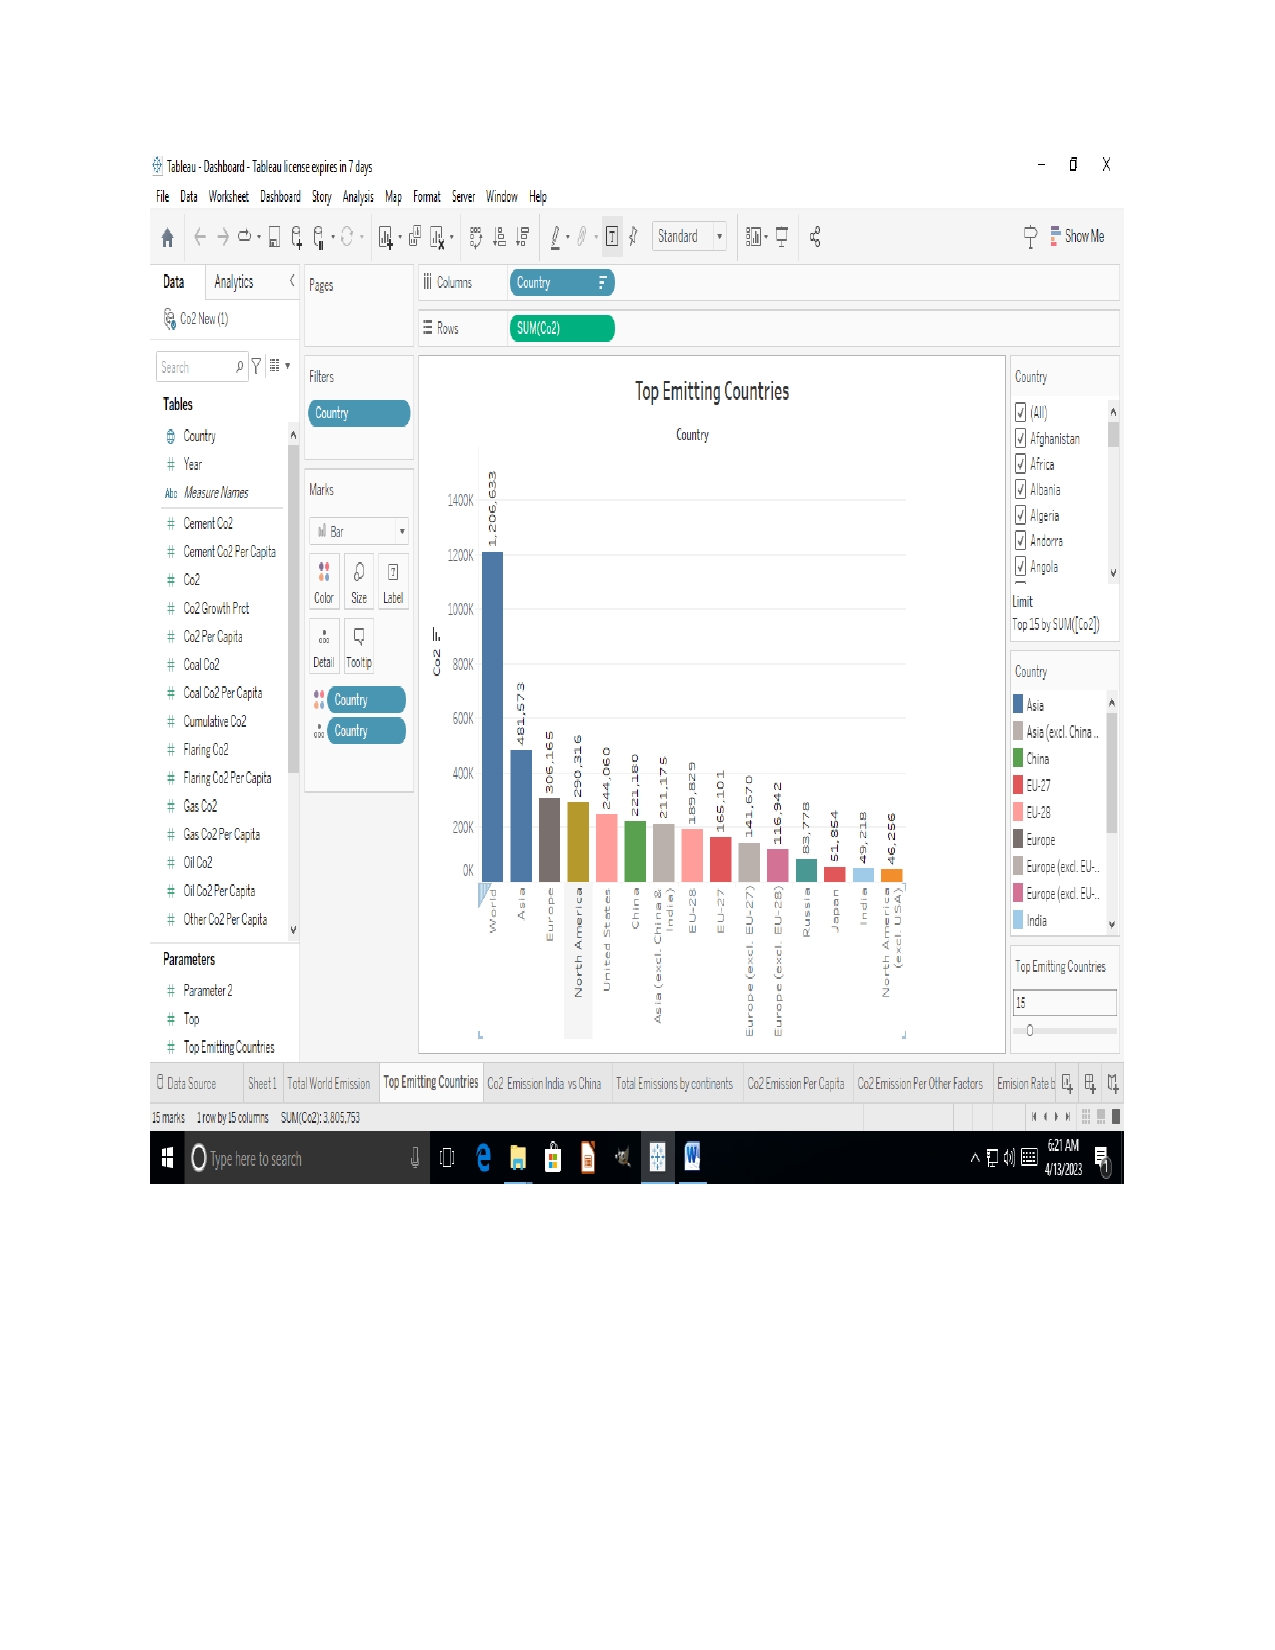 Tableau - Dashboard - Tableau license expires in 7 days
File Data Worksheet Dashboard Story Analysis Map Format Server Window Help
Standard
Show Me
Data Analytics
Co2 New (1)
Search
Tables
Country
Year
Abc Measure Names
Cement Co2
Cement Co2 Per Capita
Co2
Co2 Growth Prct
Co2 Per Capita
Coal Co2
Coal Co2 Per Capita
Cumulative Co2
Flaring Co2
Flaring Co2 Per Capita
Gas Co2
Gas Co2 Per Capita
Oil Co2
Oil Co2 Per Capita
Other Co2 Per Capita
Parameters
Parameter 2
Top
Top Emitting Countries
Pages
Filters
Country
Marks
Bar
Color Size Label
Detail Tooltip
Country
Country
Columns Country
Rows SUM(Co2)
Top Emitting Countries
Country
Co2
1400K
1200K
1000K
800K
600K
400K
200K
0K
1,206,633
481,573
306,165
290,316
244,060
221,180
211,175
189,829
165,101
141,670
116,942
83,778
51,854
49,218
46,256
World
Asia
Europe
North America
United States
China
Asia (excl. China &
India)
EU-28
EU-27
Europe (excl. EU-27)
Europe (excl. EU-28)
Russia
Japan
India
North America
(excl. USA)
Country
(All)
Afghanistan
Africa
Albania
Algeria
Andorra
Angola
Limit
Top 15 by SUM([Co2])
Country
Asia
Asia (excl. China ..
China
EU-27
EU-28
Europe
Europe (excl. EU-..
Europe (excl. EU-..
India
Top Emitting Countries
15
Data Source Sheet 1 Total World Emission Top Emitting Countries Co2 Emission India vs China Total Emissions by continents Co2 Emission Per Capita Co2 Emission Per Other Factors Emision Rate b
15 marks 1 row by 15 columns SUM(Co2): 3,805,753
Type here to search
6:21 AM
4/13/2023
1